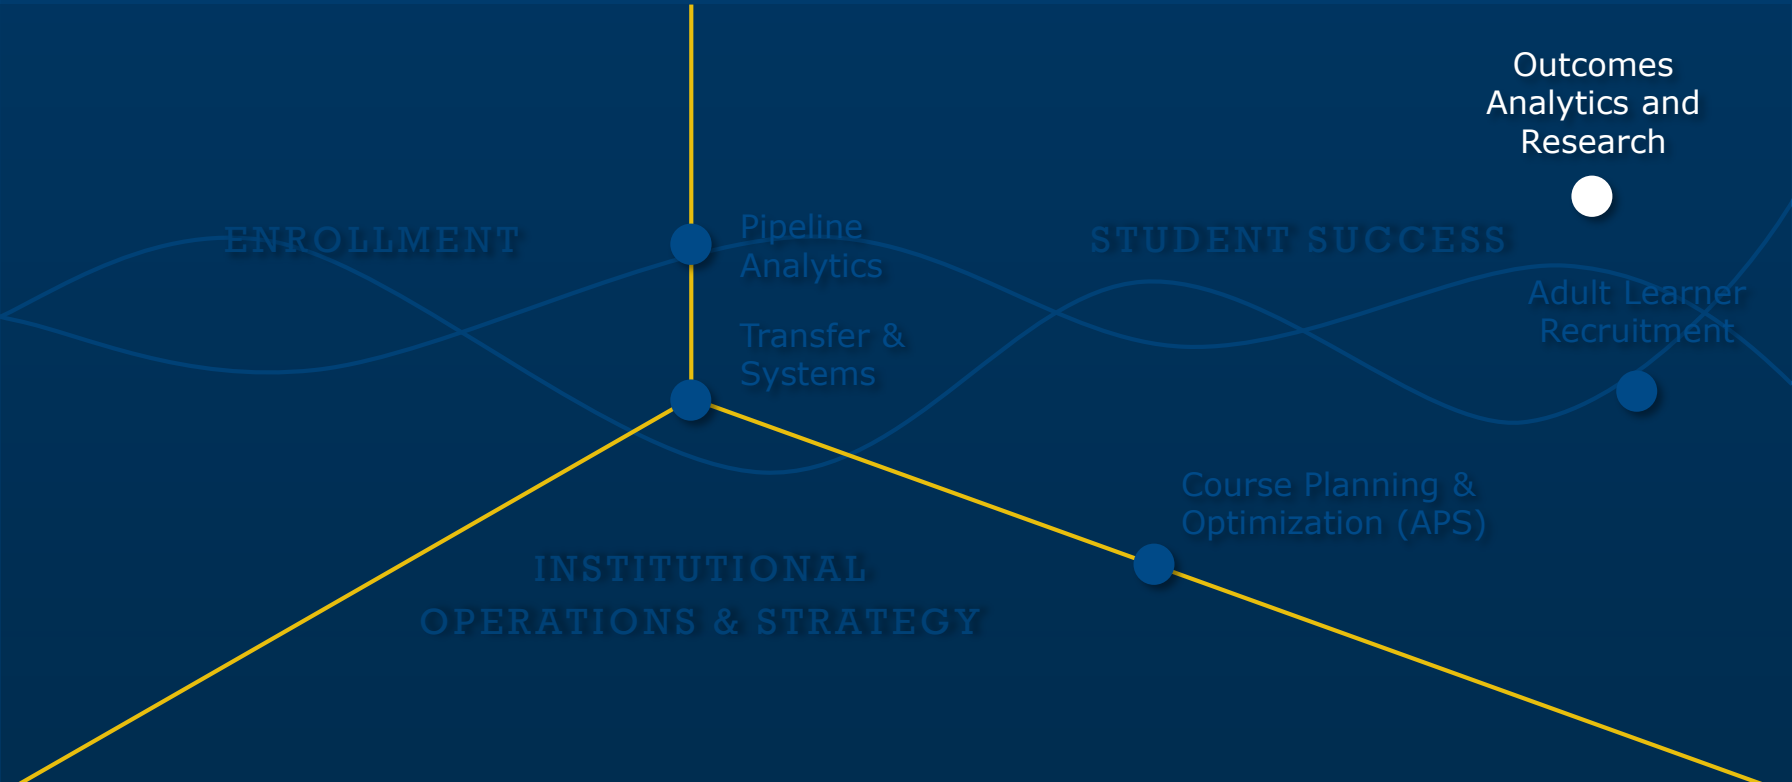 Outcomes
Analytics and
Research
ENROLLMENT
Pipeline
Analytics
STUDENT SUCCESS
Adult Learner
Recruitment
Transfer &
Systems
Course Planning &
Optimization (APS)
INSTITUTIONAL
OPERATIONS & STRATEGY